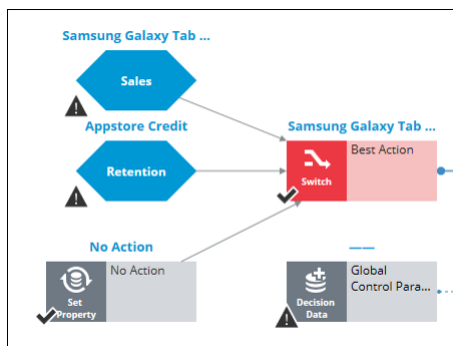 Samsung Galaxy Tab ...
Sales
Appstore Credit
Samsung Galaxy Tab ...
Retention
Best Action
Switch
No Action
No Action
Set
Property
——
Global
Control Para...
Decision
Data